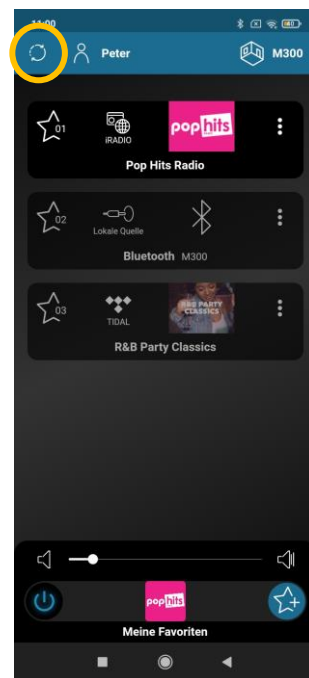 11:00
Peter
M300
01
iRADIO
pop hits
Pop Hits Radio
02
Lokale Quelle
Bluetooth M300
03
TIDAL
R&B PARTY
CLASSICS
R&B Party Classics
pop hits
Meine Favoriten